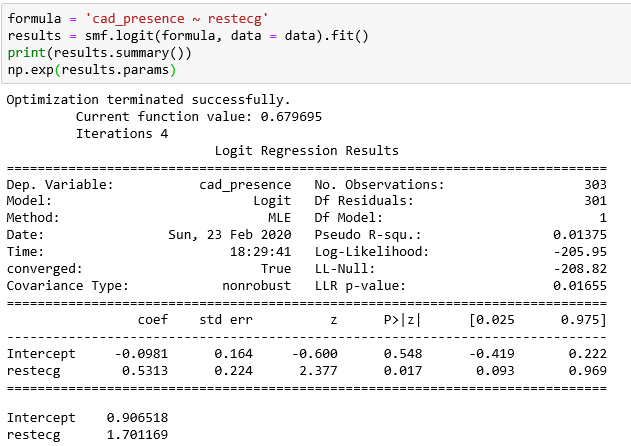 formula = 'cad_presence ~ restecg'
results = smf.logit(formula, data = data).fit()
print(results.summary())
np.exp(results.params)
Optimization terminated successfully.
         Current function value: 0.679695
         Iterations 4
                           Logit Regression Results
==============================================================================
Dep. Variable:           cad_presence   No. Observations:                  303
Model:                          Logit   Df Residuals:                      301
Method:                           MLE   Df Model:                            1
Date:                Sun, 23 Feb 2020   Pseudo R-squ.:                 0.01375
Time:                        18:29:41   Log-Likelihood:                -205.95
converged:                       True   LL-Null:                       -208.82
Covariance Type:            nonrobust   LLR p-value:                   0.01655
==============================================================================
                 coef    std err          z      P>|z|      [0.025      0.975]
------------------------------------------------------------------------------
Intercept     -0.0981      0.164     -0.600      0.548      -0.419       0.222
restecg        0.5313      0.224      2.377      0.017       0.093       0.969
==============================================================================
Intercept    0.906518
restecg      1.701169